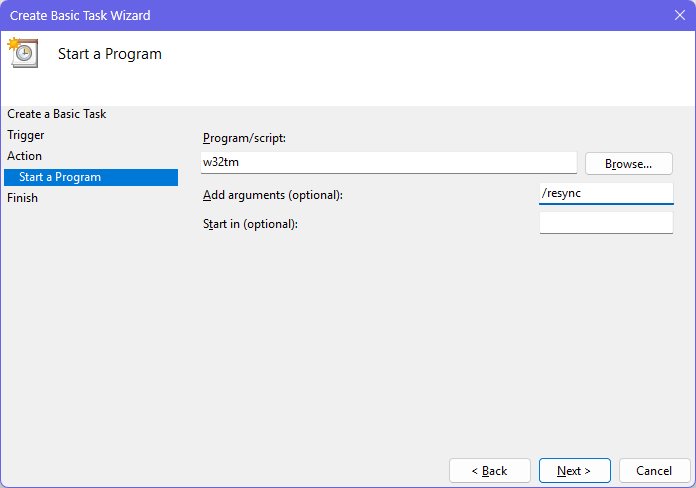 Create Basic Task Wizard
Start a Program
Create a Basic Task
Trigger
Action
Start a Program
Finish
Program/script:
w32tm
Browse...
Add arguments (optional):
/resync
Start in (optional):
< Back
Next >
Cancel